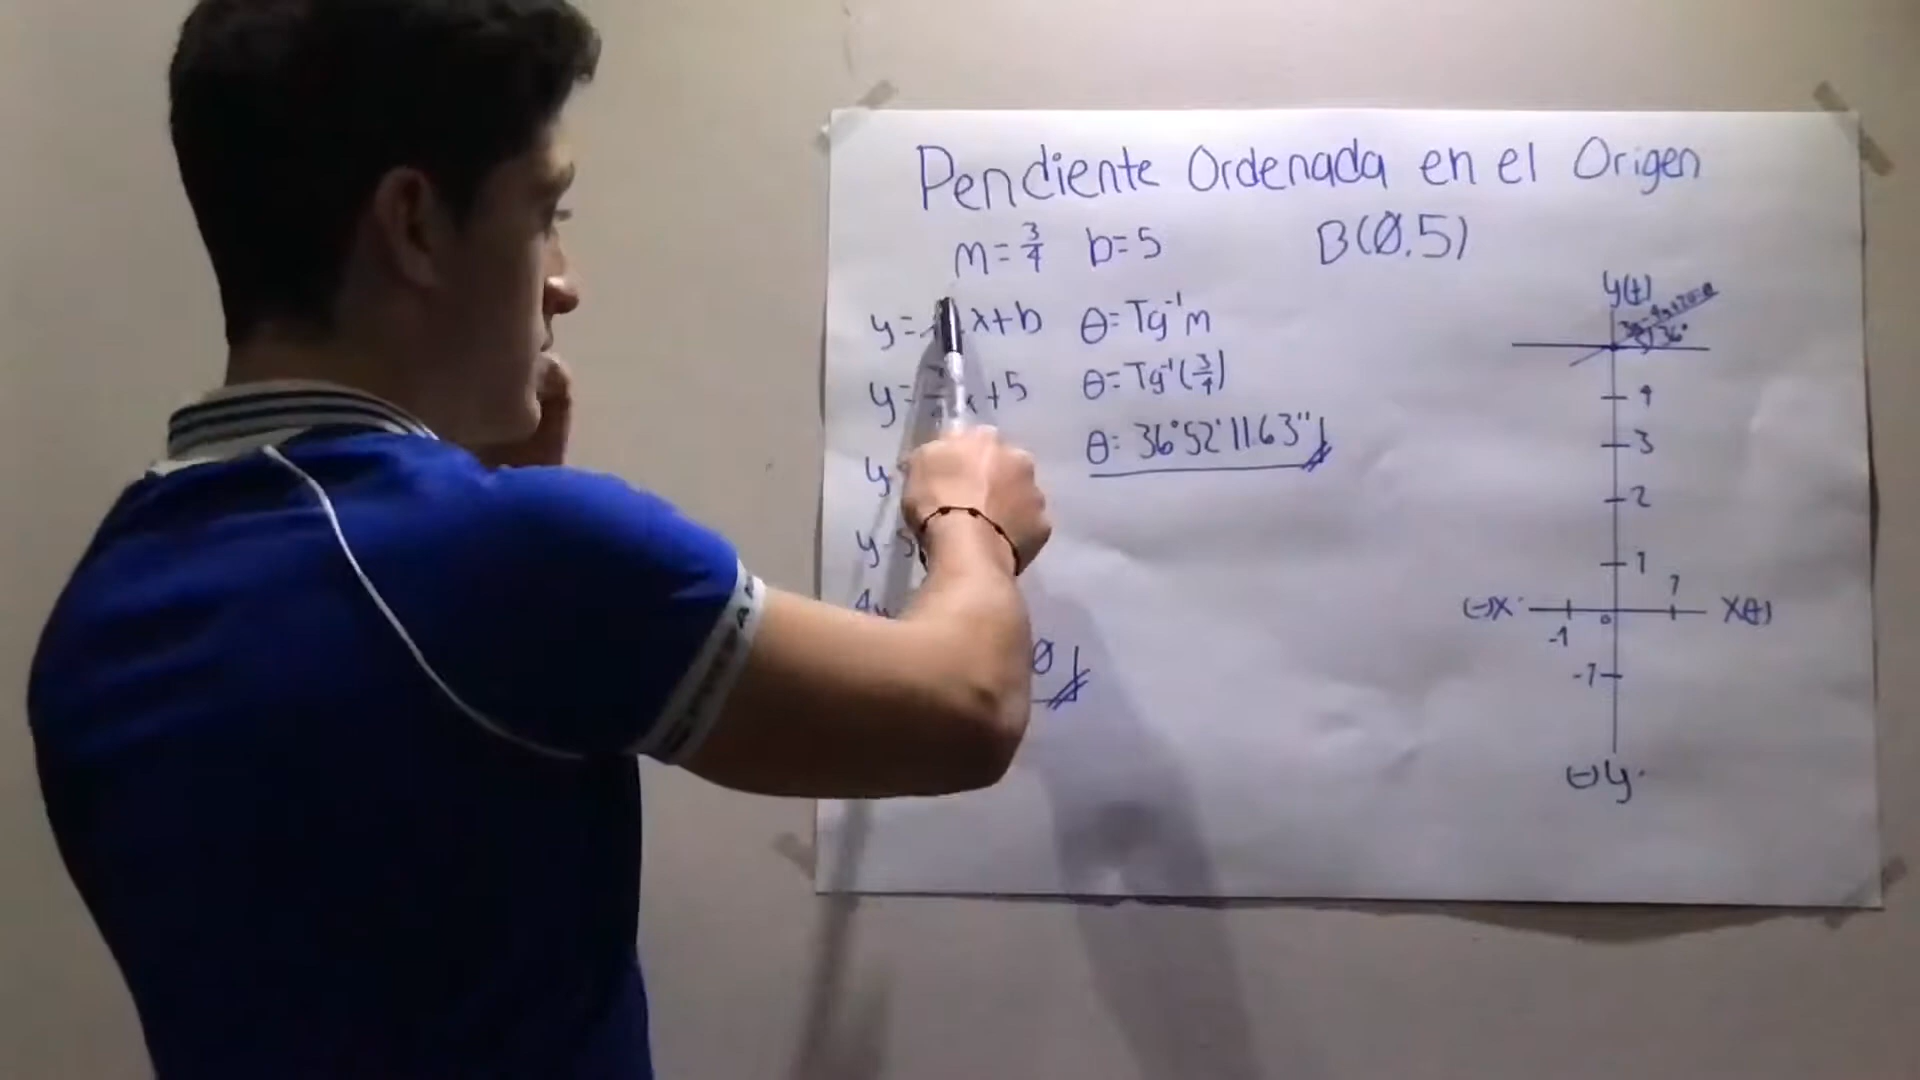 Pendiente Ordenada en el Origen
m=3/4 b=5 B(0.5)
y= x+b
y= +5
y
y-5
4y
0
θ=Tg⁻¹m
θ=Tg⁻¹(3/4)
θ=36°52'11.63"
y(+)
36°
4
3
2
1
(-)x -1 0 1 x(+)
-1
(-)y